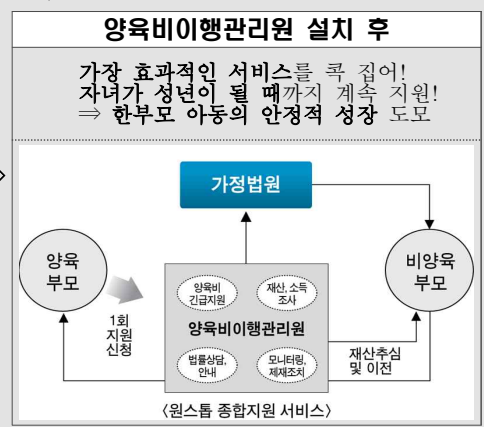 양육비이행관리원 설치 후
가장 효과적인 서비스를 콕 집어!
자녀가 성년이 될 때까지 계속 지원!
⇒ 한부모 아동의 안정적 성장 도모
가정법원
양육
부모
비양육
부모
1회
지원
신청
양육비
긴급지원
재산, 소득
조사
양육비이행관리원
법률상담,
안내
모니터링,
제재조치
재산추심
및 이전
〈원스톱 종합지원 서비스〉